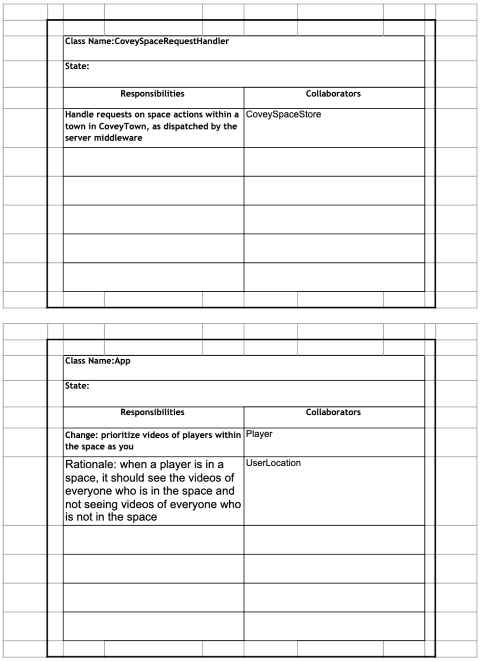 Class Name:CoveySpaceRequestHandler
State:
Responsibilities Collaborators
Handle requests on space actions within a CoveySpaceStore
town in CoveyTown, as dispatched by the
server middleware
Class Name:App
State:
Responsibilities Collaborators
Change: prioritize videos of players within Player
the space as you
Rationale: when a player is in a UserLocation
space, it should see the videos of
everyone who is in the space and
not seeing videos of everyone who
is not in the space